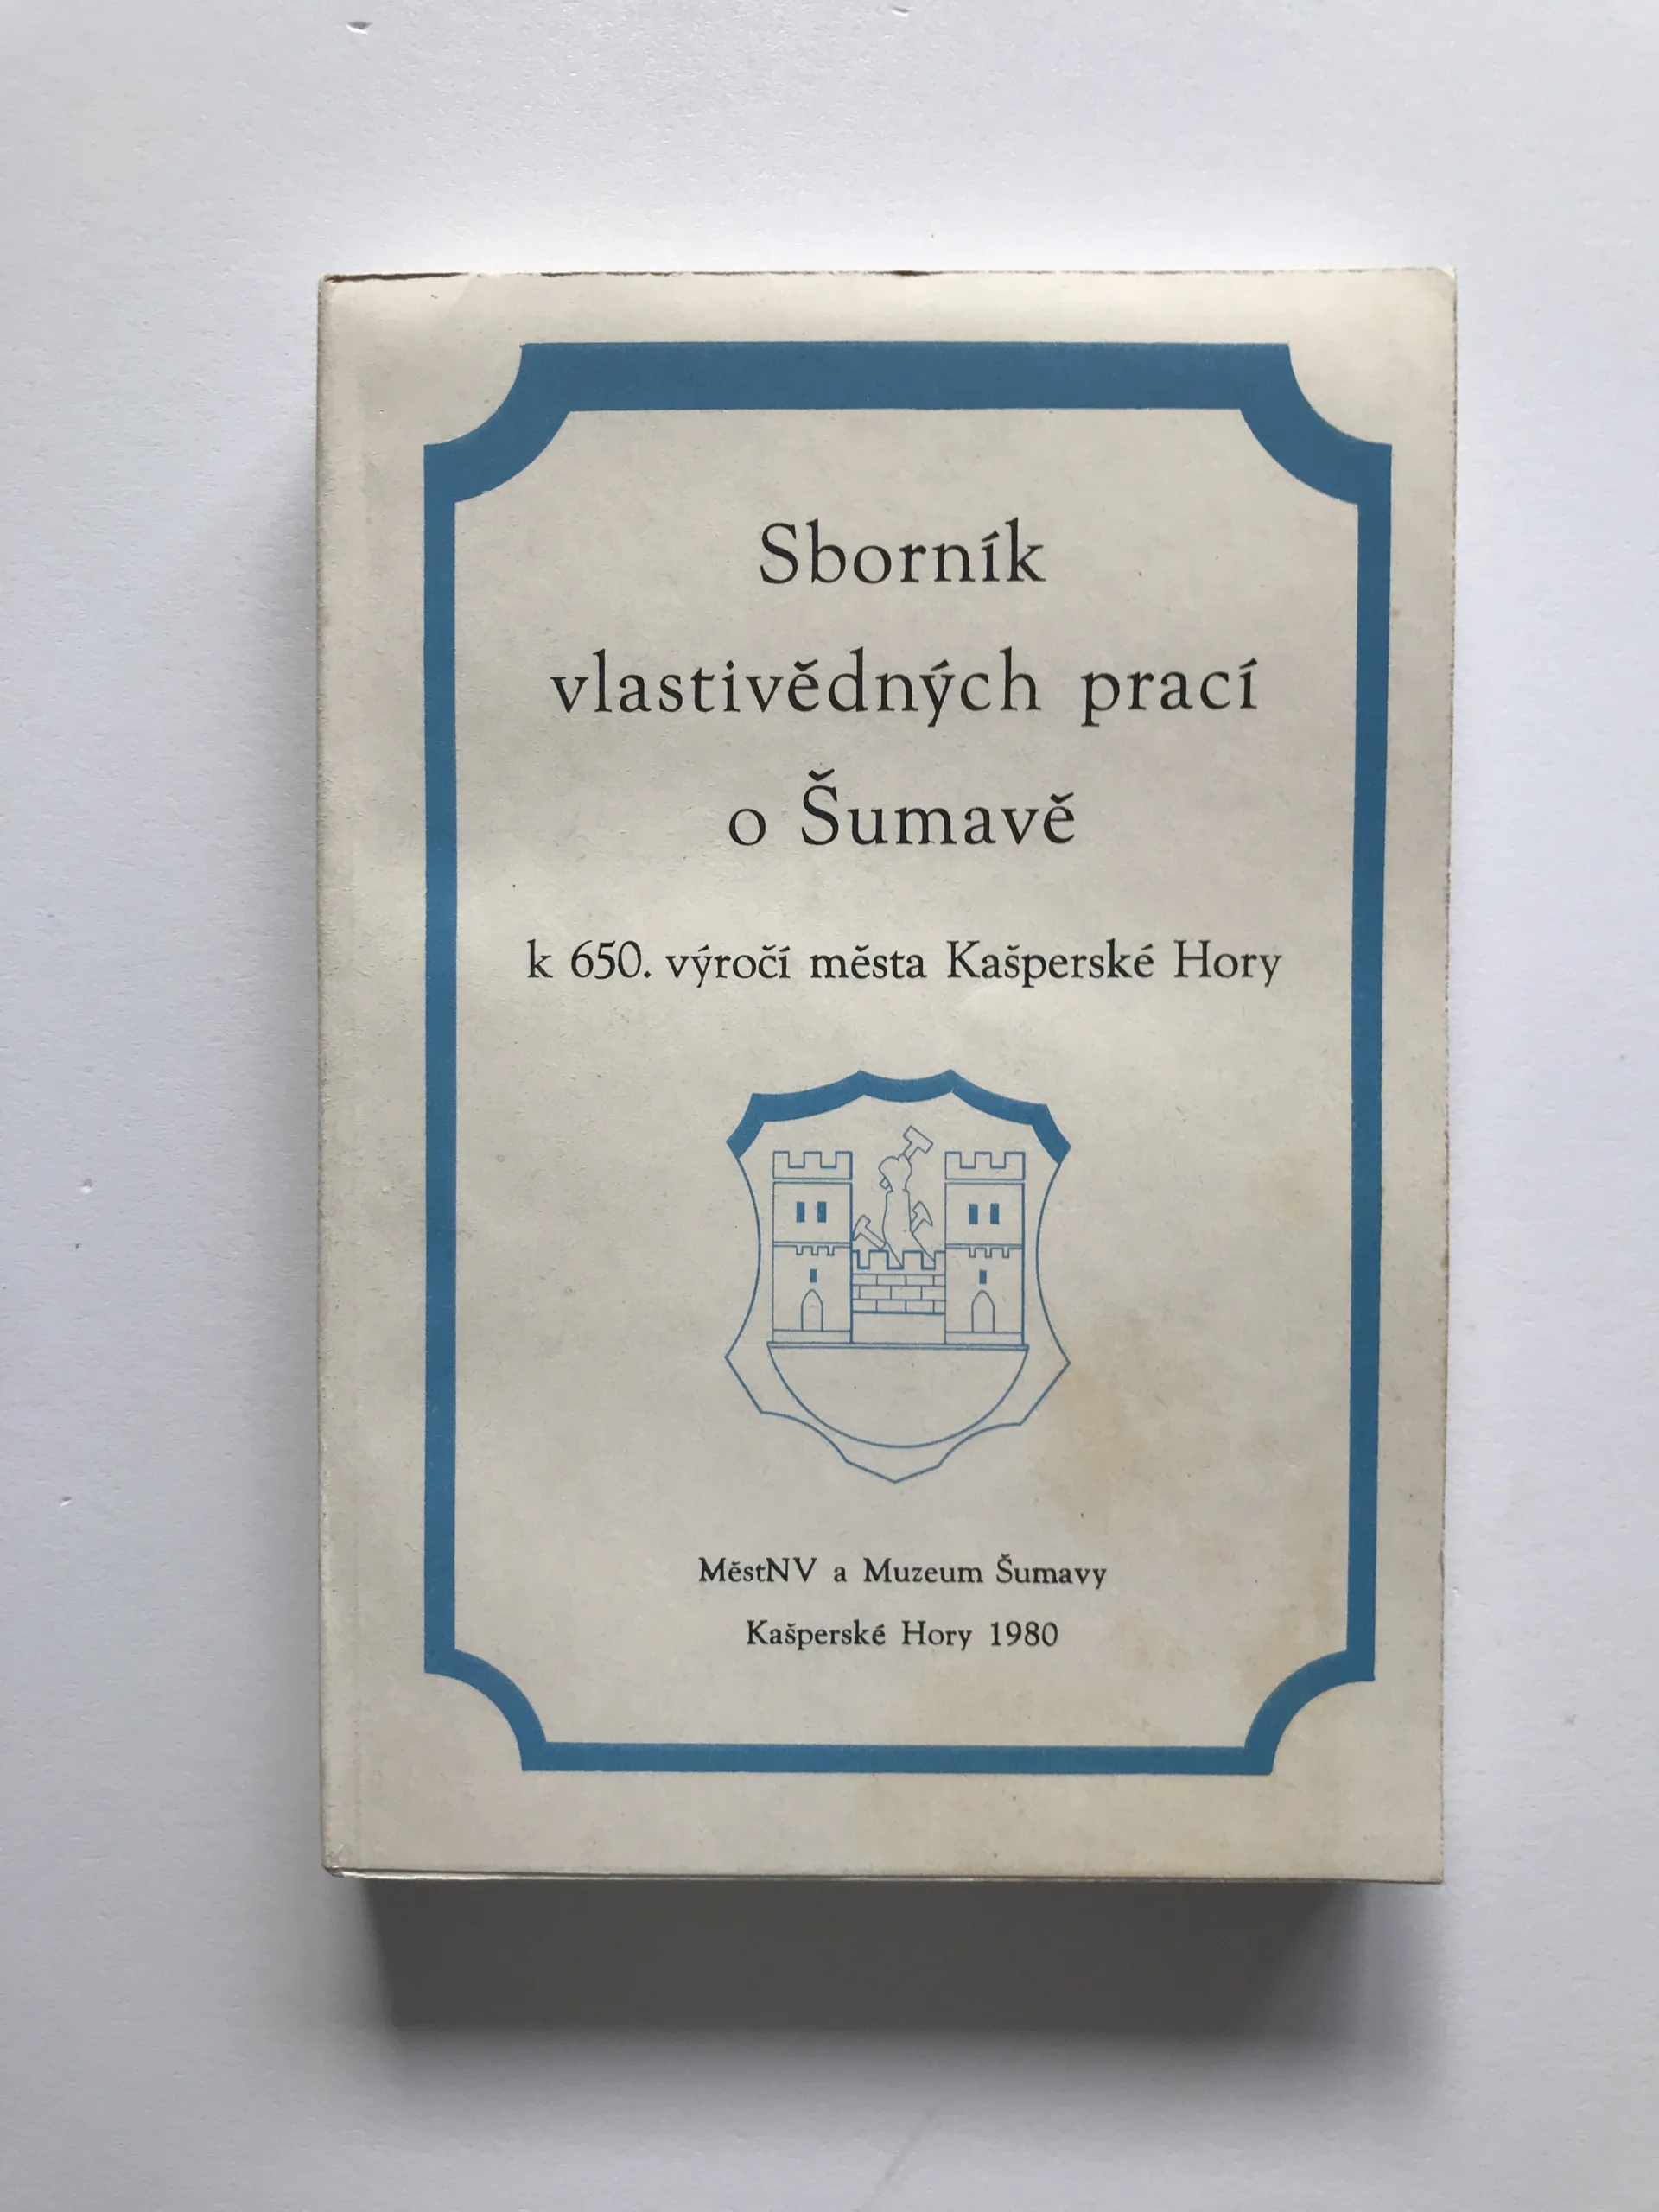 Sborník
vlastivědných prací
o Šumavě
k 650. výročí města Kašperské Hory
MěstNV a Muzeum Šumavy
Kašperské Hory 1980